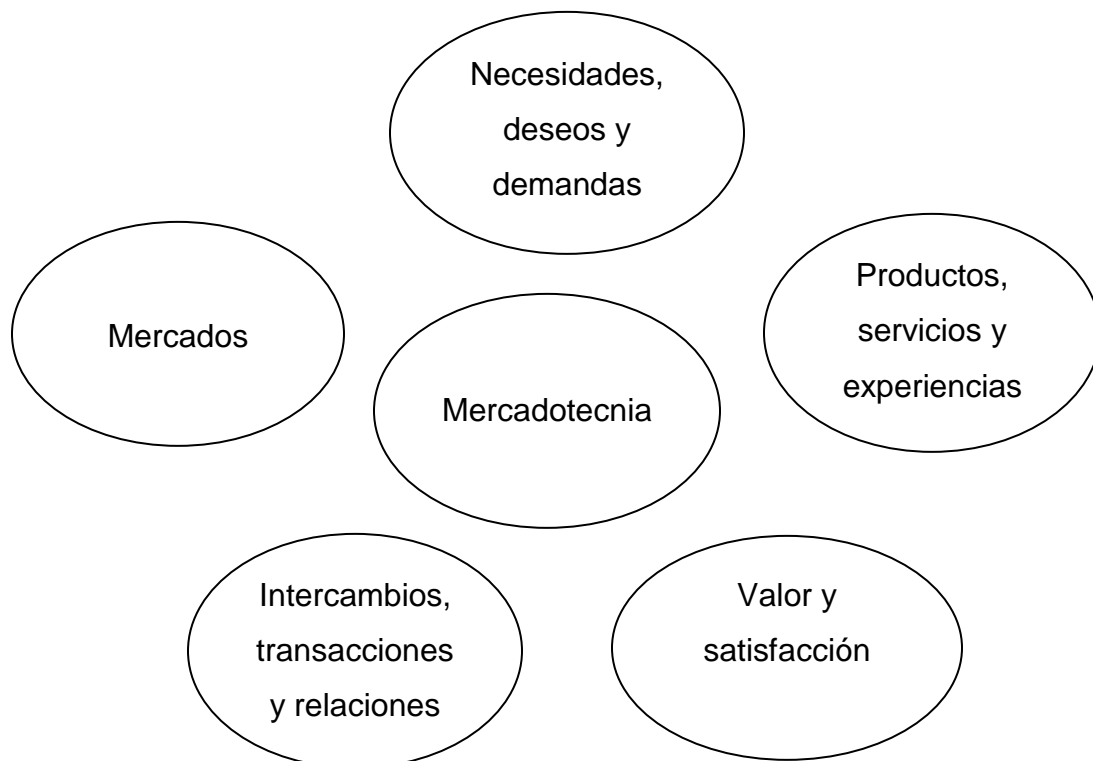 Necesidades,
deseos y
demandas
Mercados
Productos,
servicios y
experiencias
Mercadotecnia
Intercambios,
transacciones
y relaciones
Valor y
satisfacción